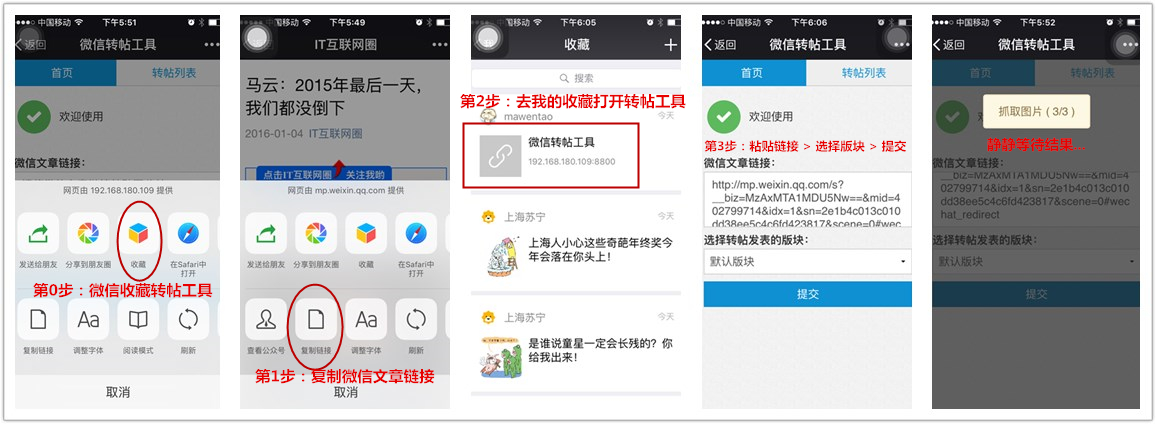 中国移动 下午5:51
返回 微信转帖工具
首页 转帖列表
欢迎使用
微信文章链接:
网页由 192.168.180.109 提供
发送给朋友 分享到朋友圈 收藏 在Safari中打开
第0步：微信收藏转帖工具
复制链接 调整字体 阅读模式 刷新
取消
中国移动 下午5:49
IT互联网圈
马云：2015年最后一天，
我们都没倒下
2016-01-04 IT互联网圈
点击IT互联网圈 关注我哟
网页由 mp.weixin.qq.com 提供
发送给朋友 分享到朋友圈 收藏 在Safari中打开
查看公众号 复制链接 调整字体 刷新
第1步：复制微信文章链接
取消
中国移动 下午6:05
收藏
搜索
第2步：去我的收藏打开转帖工具
mawentao 今天
微信转帖工具
192.168.180.109:8800
上海苏宁 今天
上海人小心这些奇葩年终奖今
年会落在你头上！
上海苏宁 今天
是谁说童星一定会长残的？你
给我出来！
中国移动 下午6:06
返回 微信转帖工具
首页 转帖列表
欢迎使用
第3步：粘贴链接 > 选择版块 > 提交
微信文章链接:
http://mp.weixin.qq.com/s?
__biz=MzAxMTA1MDU5Nw==&mid=4
02799714&idx=1&sn=2e1b4c013c010
dd38ee5c4c6fd423817&scene=0#wec
选择转帖发表的版块:
默认版块
提交
中国移动 下午5:52
返回 微信转帖工具
首页 转帖列表
抓取图片 ( 3/3 )
欢迎使用
静静等待结果...
微信文章链接:
__biz=MzAxMTA1MDU5Nw==&mid=4
02799714&idx=1&sn=2e1b4c013c010
dd38ee5c4c6fd423817&scene=0#we
chat_redirect
选择转帖发表的版块:
默认版块
提交